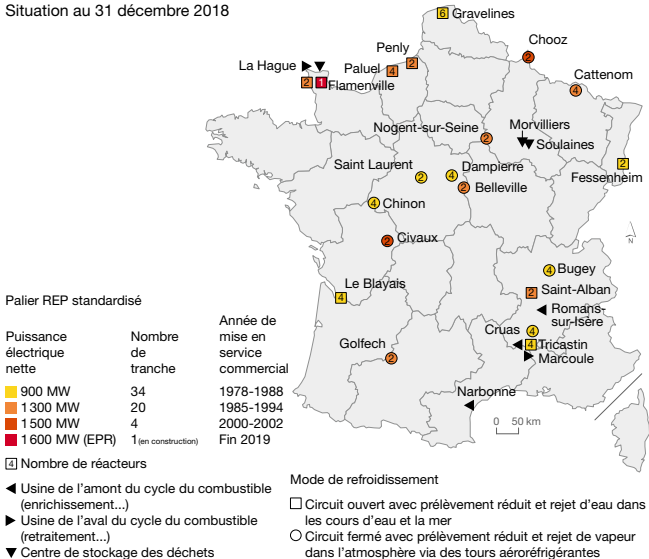 Situation au 31 décembre 2018
6 Gravelines
Chooz
2
Penly
2
La Hague
Paluel
4
Cattenom
4
2 1 Flamenville
Nogent-sur-Seine
2
Morvilliers
Soulaines
Saint Laurent
2
Dampierre
4
2
Belleville
2
Fessenheim
4 Chinon
N
2 Civaux
4 Bugey
Le Blayais
4
2 Saint-Alban
Romans-
sur-Isère
Cruas 4
4 Tricastin
Marcoule
Golfech
2
Narbonne
0 50 km
Palier REP standardisé
Puissance électrique nette
Nombre de tranche
Année de mise en service commercial
900 MW 34 1978-1988
1300 MW 20 1985-1994
1500 MW 4 2000-2002
1600 MW (EPR) 1 (en construction) Fin 2019
4 Nombre de réacteurs
Usine de l'amont du cycle du combustible
(enrichissement...)
Usine de l'aval du cycle du combustible
(retraitement...)
Centre de stockage des déchets
Mode de refroidissement
Circuit ouvert avec prélèvement réduit et rejet d'eau dans
les cours d'eau et la mer
Circuit fermé avec prélèvement réduit et rejet de vapeur
dans l'atmosphère via des tours aéroréfrigérantes